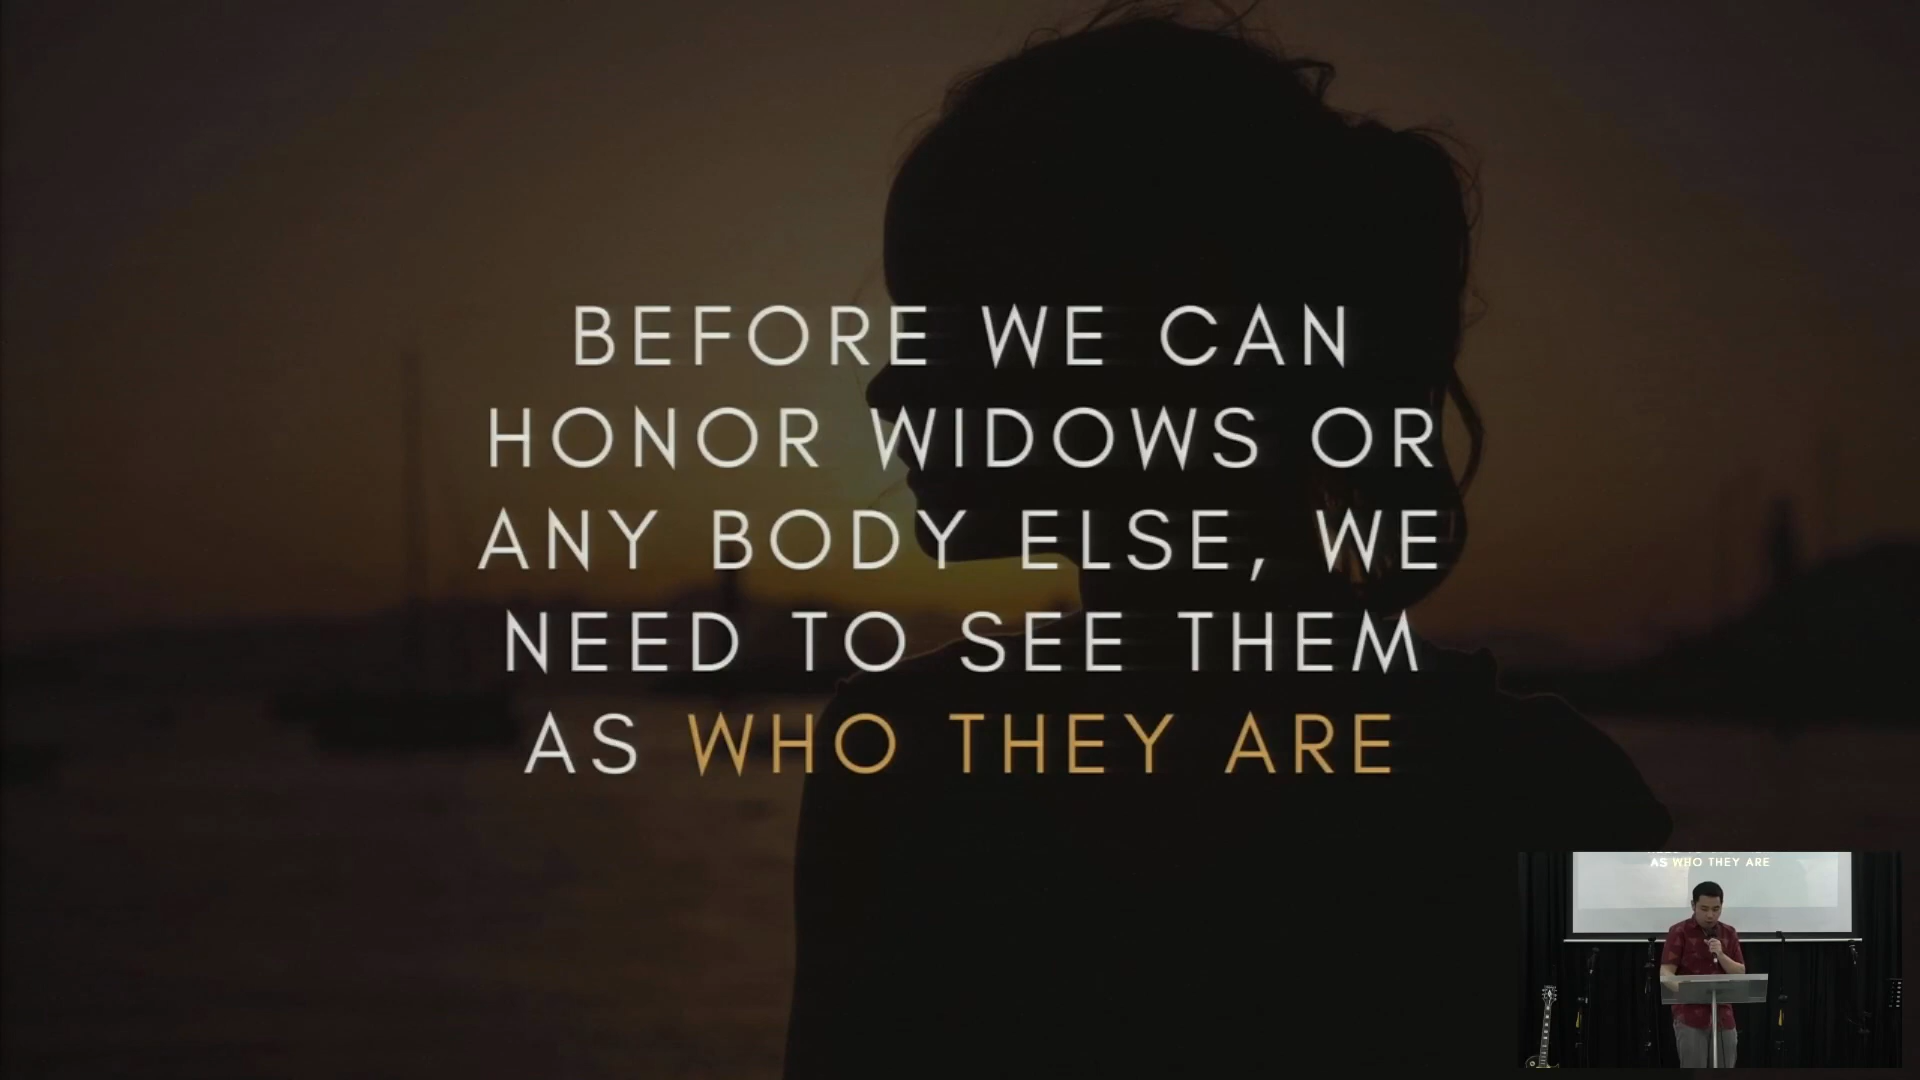 BEFORE WE CAN
HONOR WIDOWS OR
ANY BODY ELSE, WE
NEED TO SEE THEM
AS WHO THEY ARE
AS WHO THEY ARE